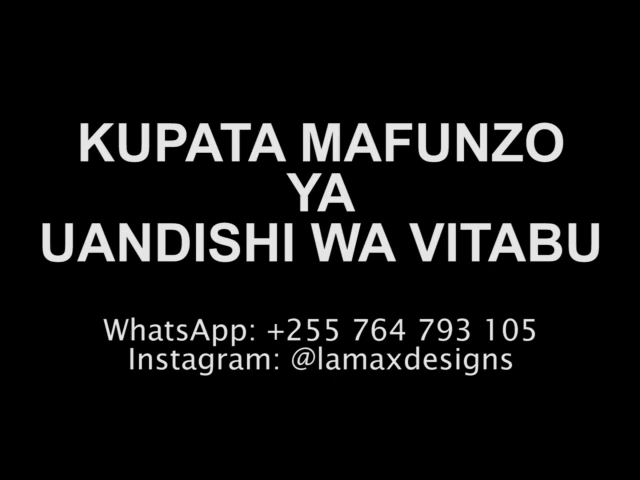 KUPATA MAFUNZO
YA
UANDISHI WA VITABU
WhatsApp: +255 764 793 105
Instagram: @lamaxdesigns